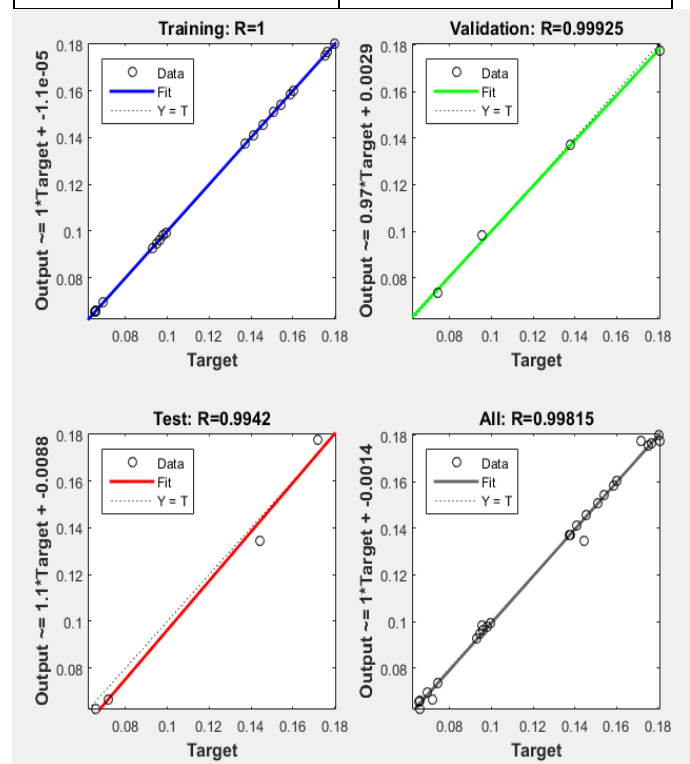 Training: R=1
Output ~= 1*Target + -1.1e-05
0.18
0.16
0.14
0.12
0.1
0.08
Data
Fit
Y = T
0.08
0.1
0.12
0.14
0.16
0.18
Target
Validation: R=0.99925
Output ~= 0.97*Target + 0.0029
0.18
0.16
0.14
0.12
0.1
0.08
Data
Fit
Y = T
0.08
0.1
0.12
0.14
0.16
0.18
Target
Test: R=0.9942
Output ~= 1.1*Target + -0.0088
0.18
0.16
0.14
0.12
0.1
0.08
Data
Fit
Y = T
0.08
0.1
0.12
0.14
0.16
0.18
Target
All: R=0.99815
Output ~= 1*Target + -0.0014
0.18
0.16
0.14
0.12
0.1
0.08
Data
Fit
Y = T
0.08
0.1
0.12
0.14
0.16
0.18
Target